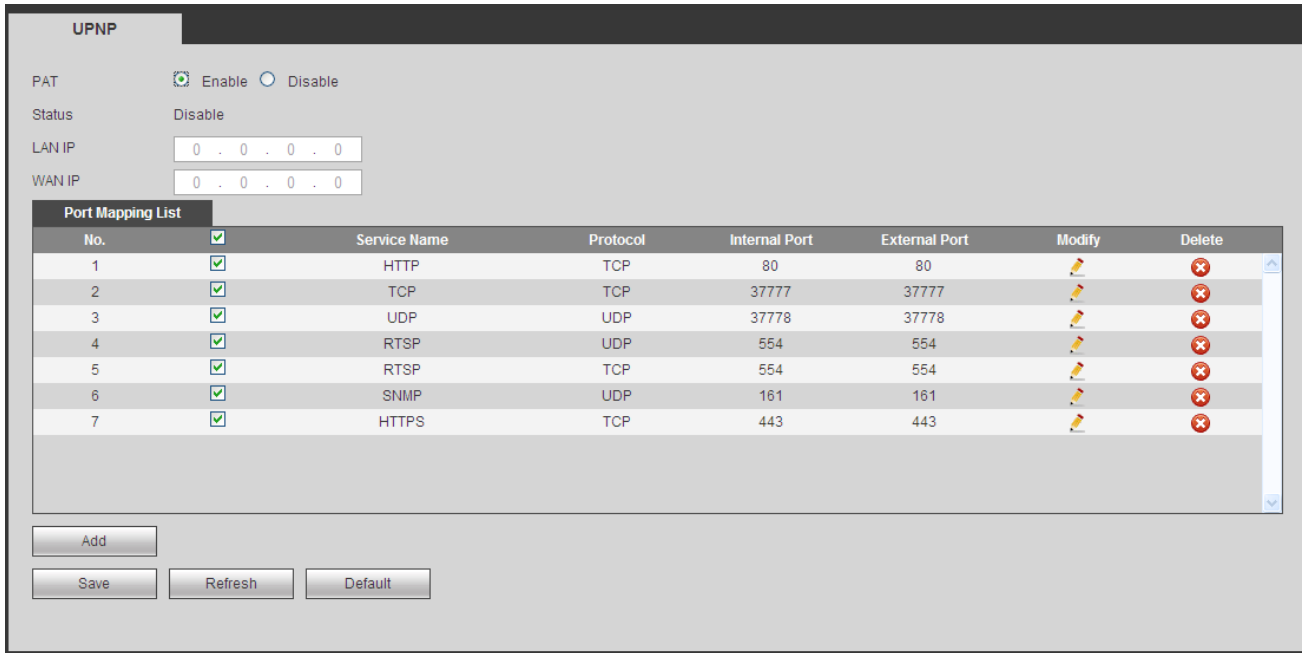 UPNP
PAT Enable Disable
Status Disable
LAN IP 0 . 0 . 0 . 0
WAN IP 0 . 0 . 0 . 0
Port Mapping List
No. Service Name Protocol Internal Port External Port Modify Delete
1 HTTP TCP 80 80
2 TCP TCP 37777 37777
3 UDP UDP 37778 37778
4 RTSP UDP 554 554
5 RTSP TCP 554 554
6 SNMP UDP 161 161
7 HTTPS TCP 443 443
Add
Save Refresh Default